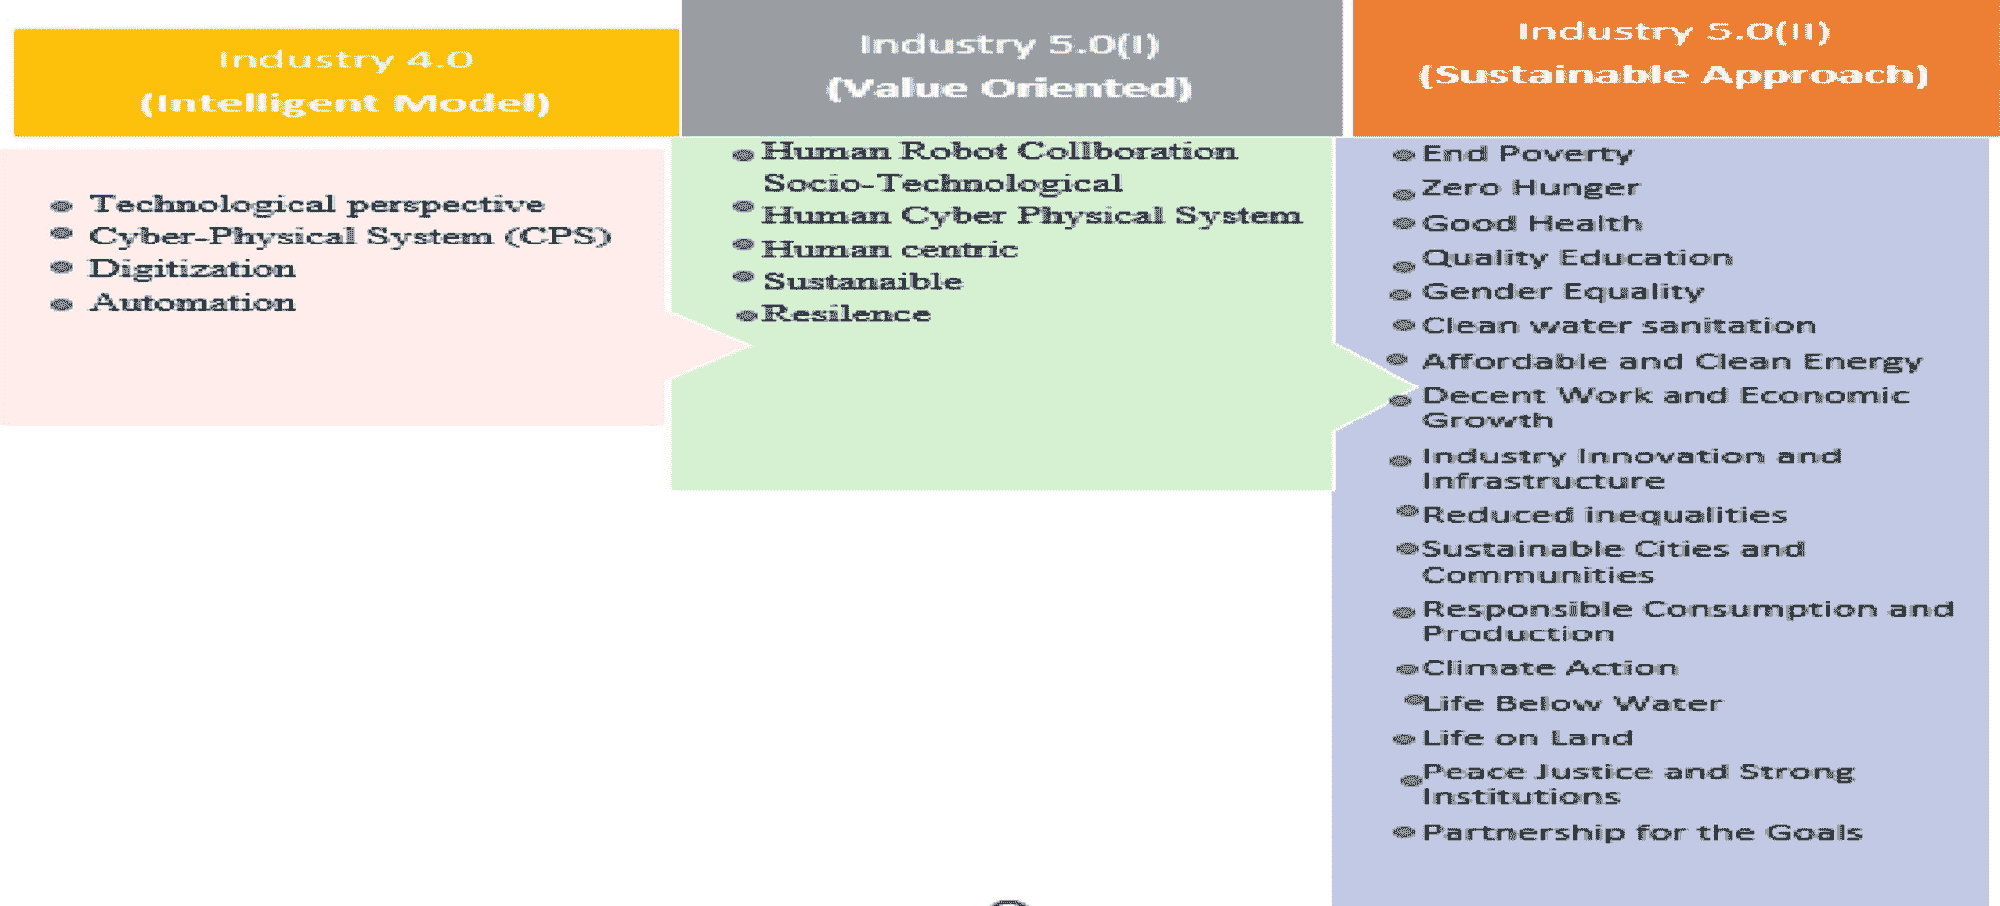 Industry 4.0
(Intelligent Model)
Technological perspective
Cyber-Physical System (CPS)
Digitization
Automation
Industry 5.0(I)
(Value Oriented)
Human Robot Collboration
Socio-Technological
Human Cyber Physical System
Human centric
Sustanaible
Resilence
Industry 5.0(II)
(Sustainable Approach)
End Poverty
Zero Hunger
Good Health
Quality Education
Gender Equality
Clean water sanitation
Affordable and Clean Energy
Decent Work and Economic
Growth
Industry Innovation and
Infrastructure
Reduced inequalities
Sustainable Cities and
Communities
Responsible Consumption and
Production
Climate Action
Life Below Water
Life on Land
Peace Justice and Strong
Institutions
Partnership for the Goals